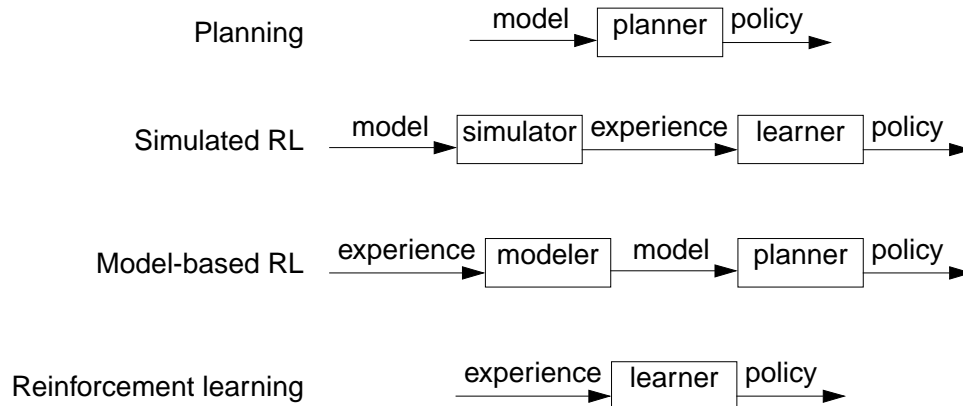 Planning model planner policy
Simulated RL model simulator experience learner policy
Model-based RL experience modeler model planner policy
Reinforcement learning experience learner policy